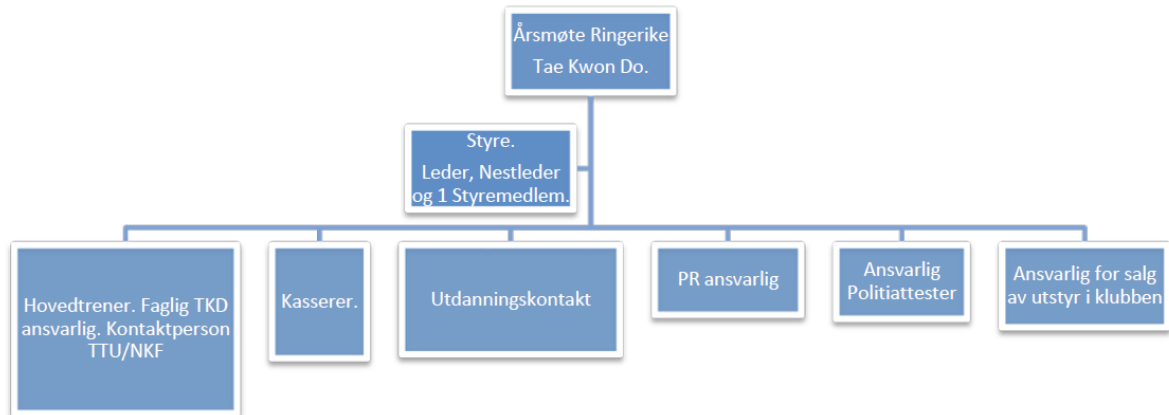 Årsmøte Ringerike
Tae Kwon Do.
Styre.
Leder, Nestleder
og 1 Styremedlem.
Hovedtrener. Faglig TKD
ansvarlig. Kontaktperson
TTU/NKF
Kasserer.
Utdanningskontakt
PR ansvarlig
Ansvarlig
Politiattester
Ansvarlig for salg
av utstyr i klubben